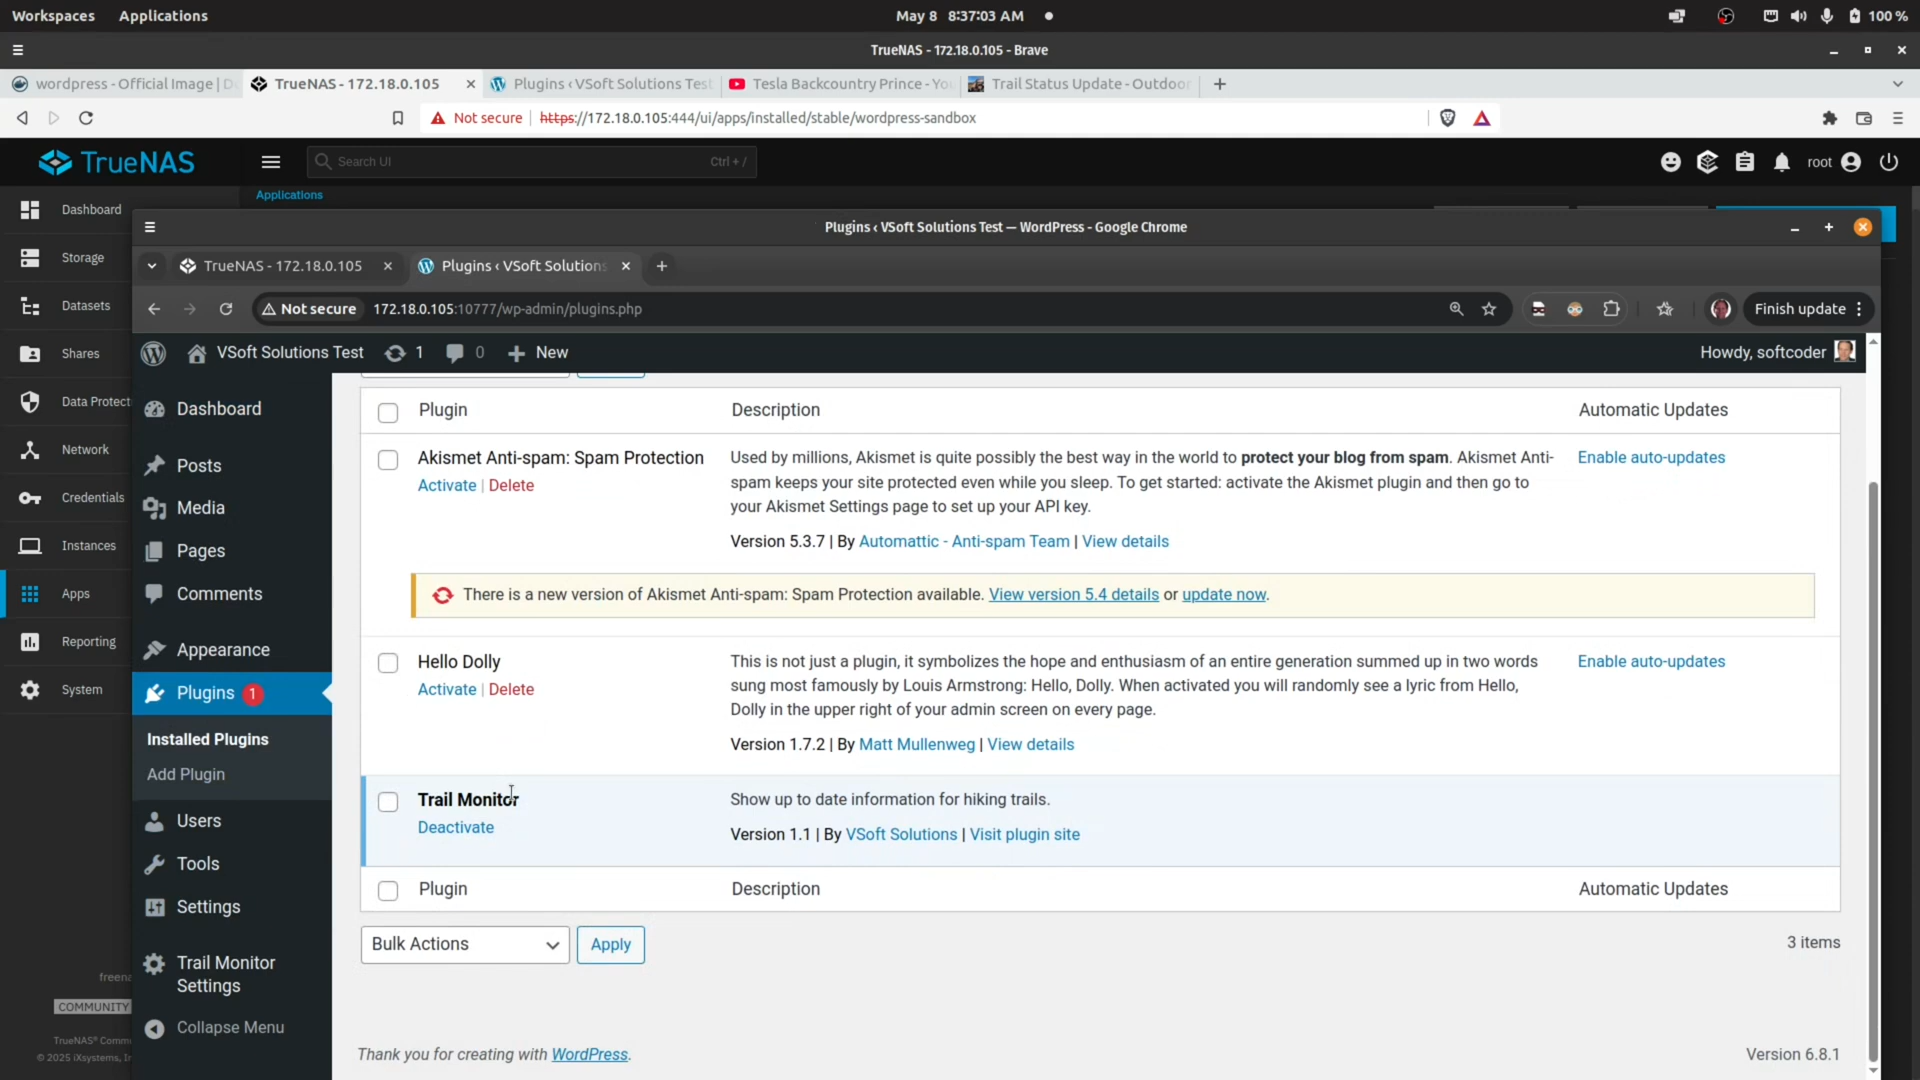 Workspaces Applications May 8 8:37:03 AM 100 %
TrueNAS - 172.18.0.105 - Brave
wordpress - Official Image | D TrueNAS - 172.18.0.105 Plugins ‹ VSoft Solutions Test Tesla Backcountry Prince - Yo Trail Status Update - Outdoor
Not secure https://172.18.0.105:444/ui/apps/installed/stable/wordpress-sandbox
TrueNAS Search UI Ctrl + / root
Dashboard
Storage
Datasets
Shares
Data Protect
Network
Credentials
Instances
Apps
Reporting
System
freena
COMMUNITY
TrueNAS® Comm
© 2025 iXsystems, In
Applications
Plugins ‹ VSoft Solutions Test — WordPress - Google Chrome
TrueNAS - 172.18.0.105 Plugins ‹ VSoft Solutions
Not secure 172.18.0.105:10777/wp-admin/plugins.php Finish update
VSoft Solutions Test 1 0 New Howdy, softcoder
Dashboard
Posts
Media
Pages
Comments
Appearance
Plugins 1
Installed Plugins
Add Plugin
Users
Tools
Settings
Trail Monitor
Settings
Collapse Menu
Plugin Description Automatic Updates
Akismet Anti-spam: Spam Protection
Activate | Delete
Used by millions, Akismet is quite possibly the best way in the world to protect your blog from spam. Akismet Anti-
spam keeps your site protected even while you sleep. To get started: activate the Akismet plugin and then go to
your Akismet Settings page to set up your API key.
Version 5.3.7 | By Automattic - Anti-spam Team | View details
Enable auto-updates
There is a new version of Akismet Anti-spam: Spam Protection available. View version 5.4 details or update now.
Hello Dolly
Activate | Delete
This is not just a plugin, it symbolizes the hope and enthusiasm of an entire generation summed up in two words
sung most famously by Louis Armstrong: Hello, Dolly. When activated you will randomly see a lyric from Hello,
Dolly in the upper right of your admin screen on every page.
Version 1.7.2 | By Matt Mullenweg | View details
Enable auto-updates
Trail Monitor
Deactivate
Show up to date information for hiking trails.
Version 1.1 | By VSoft Solutions | Visit plugin site
Plugin Description Automatic Updates
Bulk Actions Apply 3 items
Thank you for creating with WordPress. Version 6.8.1